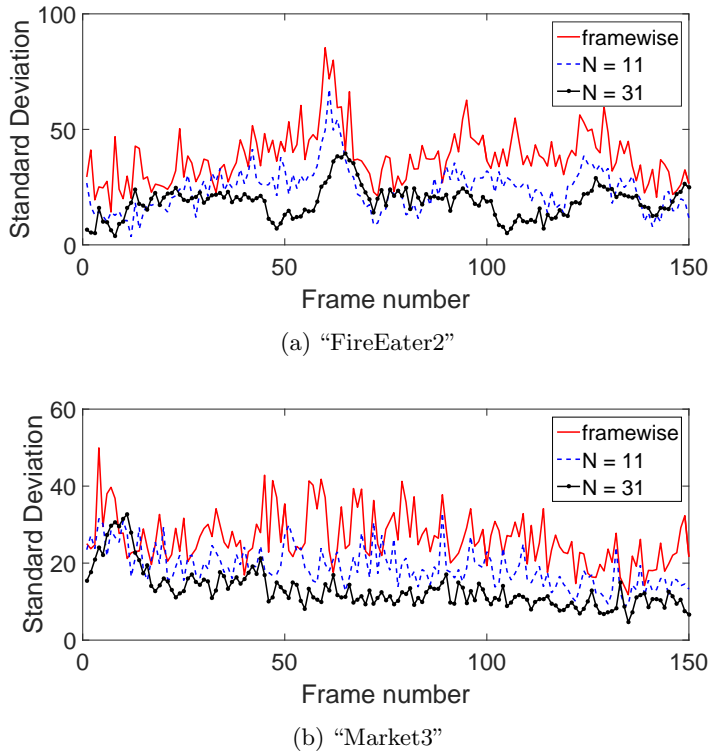 100
50
0
Standard Deviation
framewise
N = 11
N = 31
0 50 100 150
Frame number
(a) “FireEater2”
60
40
20
0
Standard Deviation
framewise
N = 11
N = 31
0 50 100 150
Frame number
(b) “Market3”